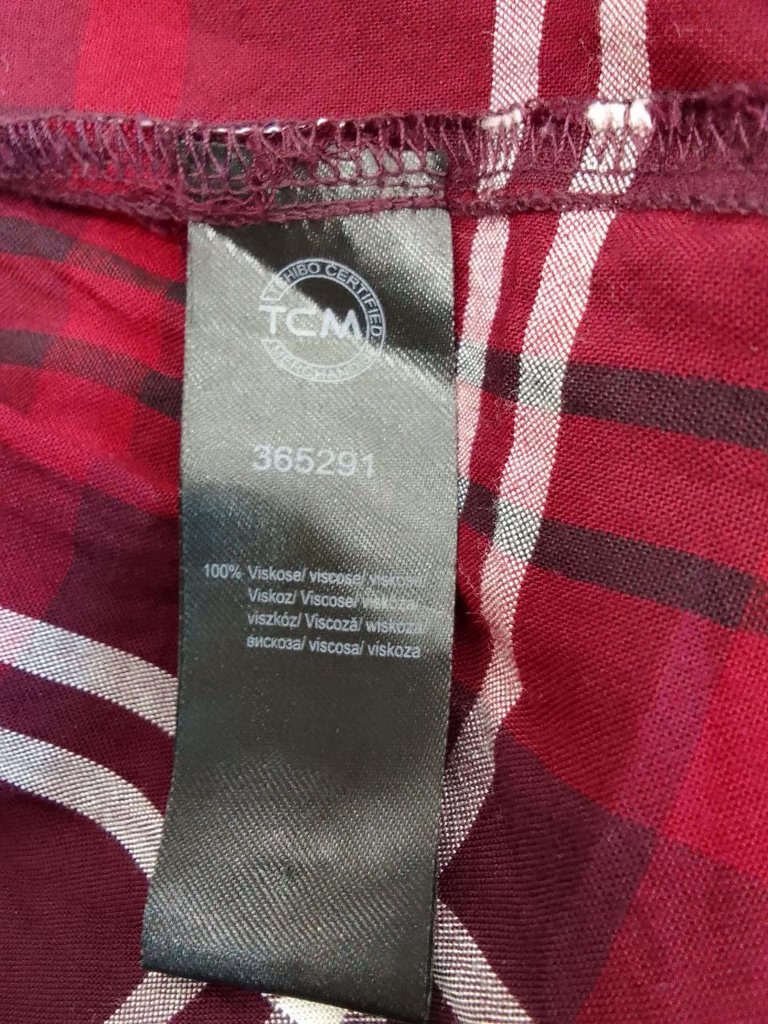 TCHIBO CERTIFIED
TCM
MERCHANDISE
365291
100% Viskose/ viscose/ viskose
Viskoz/ Viscose/ viskoza/
viszkóz/ Viscoză/ wiskoza
вискоза/ viscosa/ viskoza